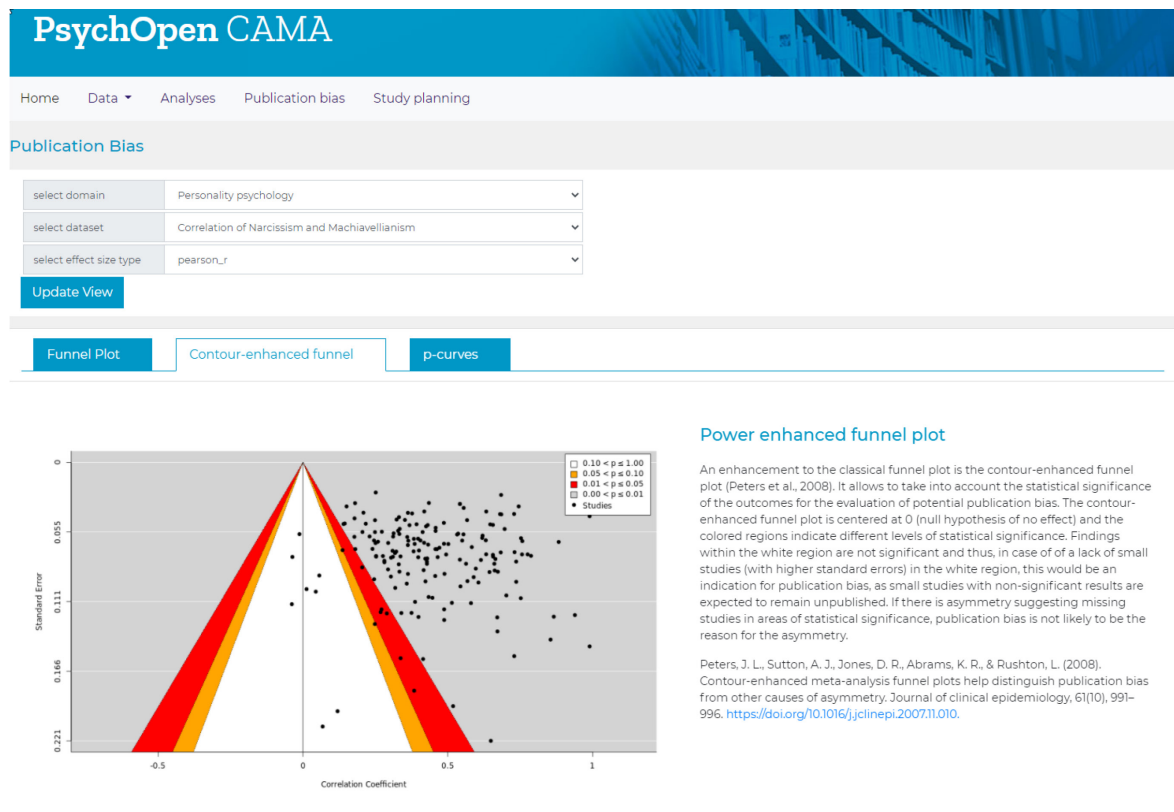 PsychOpen CAMA
Home Data Analyses Publication bias Study planning
Publication Bias
select domain Personality psychology
select dataset Correlation of Narcissism and Machiavellianism
select effect size type pearson_r
Update View
Funnel Plot Contour-enhanced funnel p-curves
0.10 < p ≤ 1.00
0.05 < p ≤ 0.10
0.01 < p ≤ 0.05
0.00 < p ≤ 0.01
Studies
Standard Error
0
0.055
0.111
0.166
0.221
-0.5 0 0.5 1
Correlation Coefficient
Power enhanced funnel plot
An enhancement to the classical funnel plot is the contour-enhanced funnel
plot (Peters et al., 2008). It allows to take into account the statistical significance
of the outcomes for the evaluation of potential publication bias. The contour-
enhanced funnel plot is centered at 0 (null hypothesis of no effect) and the
colored regions indicate different levels of statistical significance. Findings
within the white region are not significant and thus, in case of of a lack of small
studies (with higher standard errors) in the white region, this would be an
indication for publication bias, as small studies with non-significant results are
expected to remain unpublished. If there is asymmetry suggesting missing
studies in areas of statistical significance, publication bias is not likely to be the
reason for the asymmetry.
Peters, J. L., Sutton, A. J., Jones, D. R., Abrams, K. R., & Rushton, L. (2008).
Contour-enhanced meta-analysis funnel plots help distinguish publication bias
from other causes of asymmetry. Journal of clinical epidemiology, 61(10), 991–
996. https://doi.org/10.1016/j.jclinepi.2007.11.010.